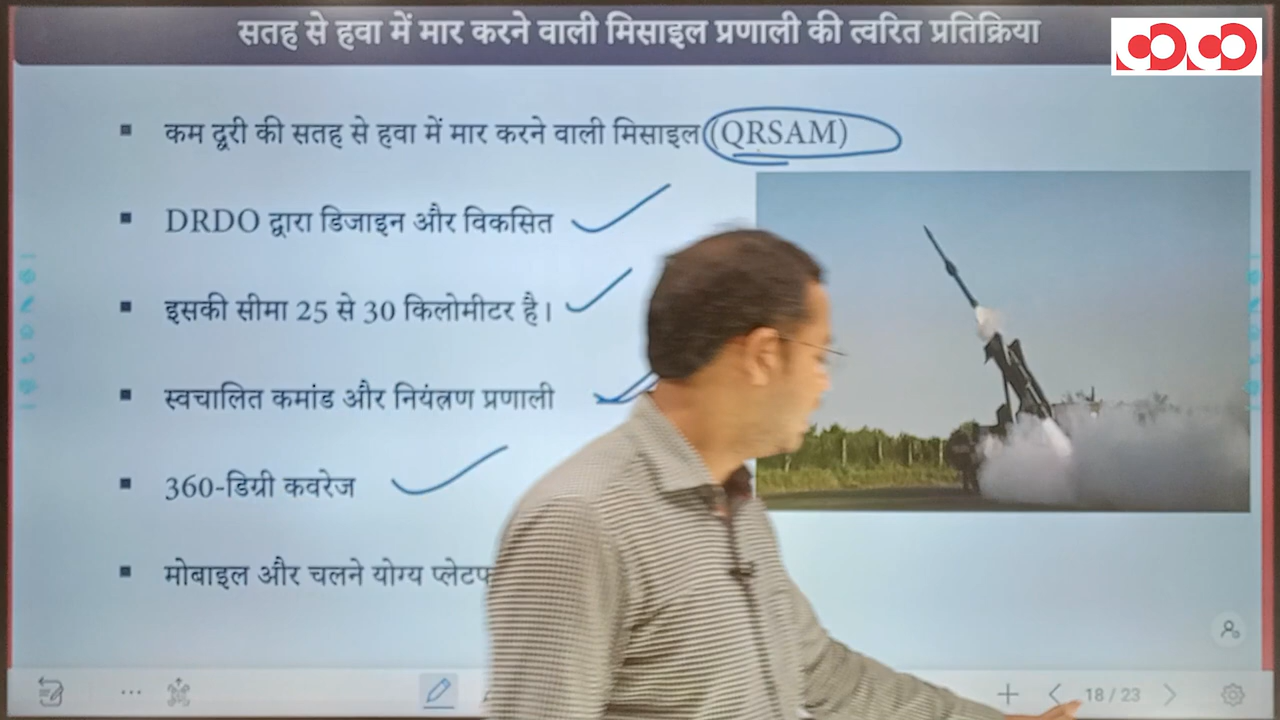 सतह से हवा में मार करने वाली मिसाइल प्रणाली की त्वरित प्रतिक्रिया
कम दूरी की सतह से हवा में मार करने वाली मिसाइल (QRSAM)
DRDO द्वारा डिजाइन और विकसित
इसकी सीमा 25 से 30 किलोमीटर है।
स्वचालित कमांड और नियंत्रण प्रणाली
360-डिग्री कवरेज
मोबाइल और चलने योग्य
18 / 23